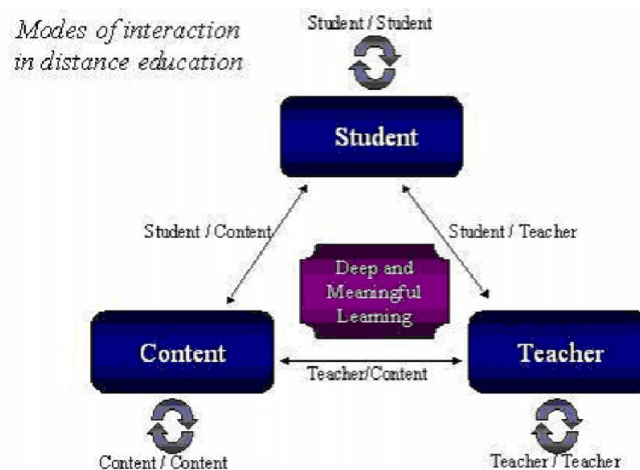 Modes of interaction
in distance education
Student / Student
Student
Student / Content
Student / Teacher
Deep and
Meaningful
Learning
Content
Teacher
Teacher/Content
Content / Content
Teacher / Teacher